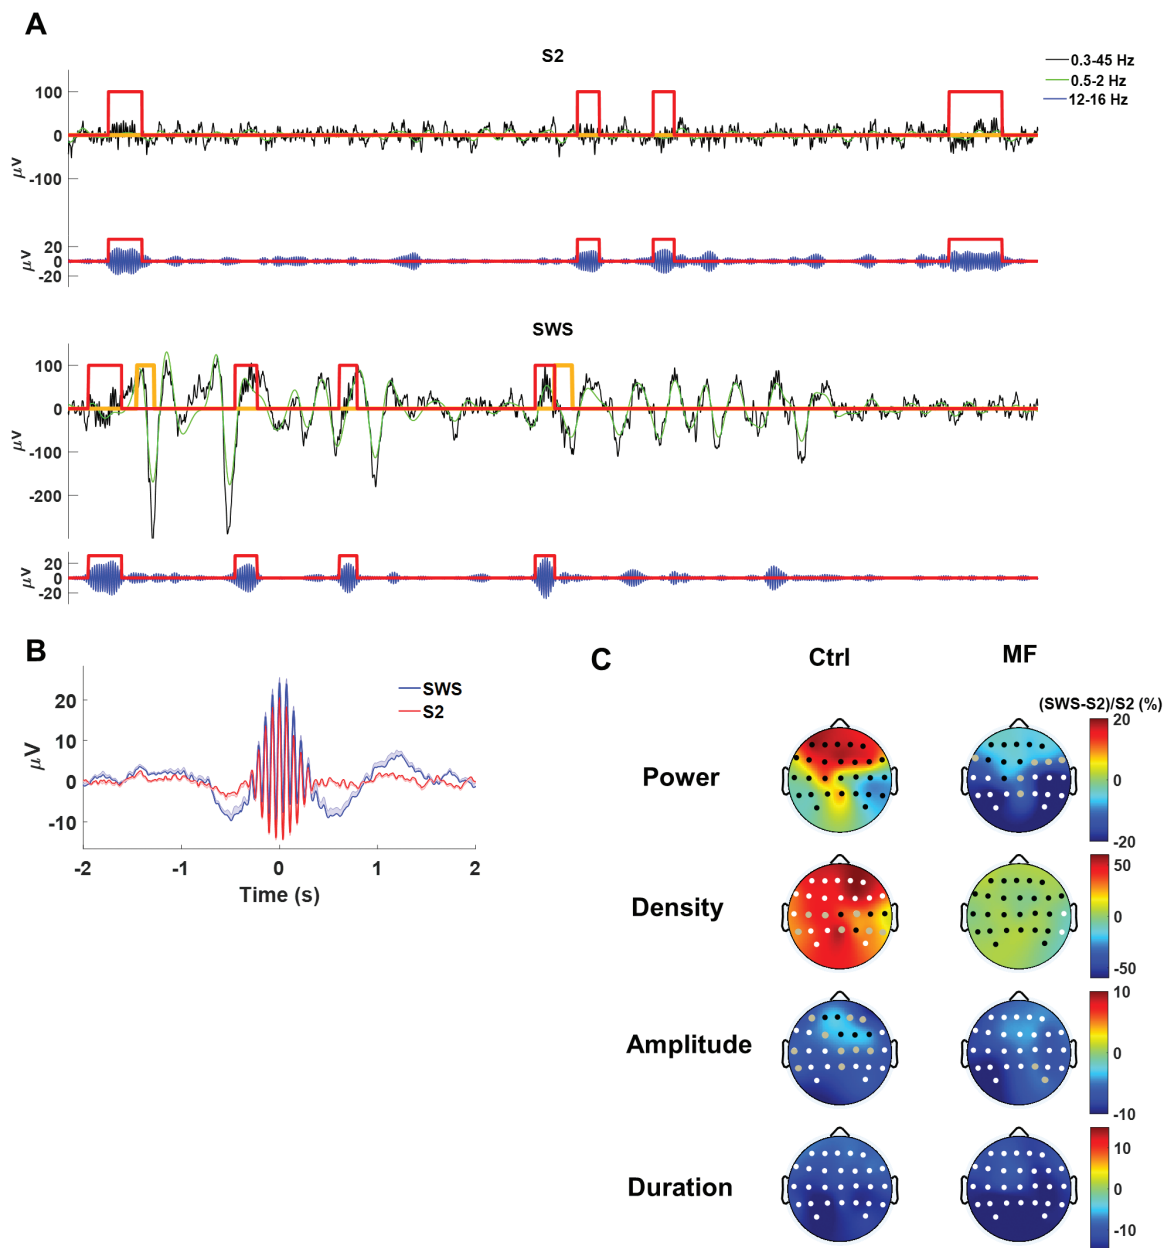 A
S2
0.3-45 Hz
0.5-2 Hz
12-16 Hz
100
0
-100
μv
20
0
-20
μv
SWS
100
0
-100
-200
μv
20
0
-20
μv
B
SWS
S2
20
10
0
-10
μV
-2
-1
0
1
2
Time (s)
C
Ctrl
MF
(SWS-S2)/S2 (%)
Power
20
10
0
-10
-20
Density
50
0
-50
Amplitude
10
0
-10
Duration
10
0
-10